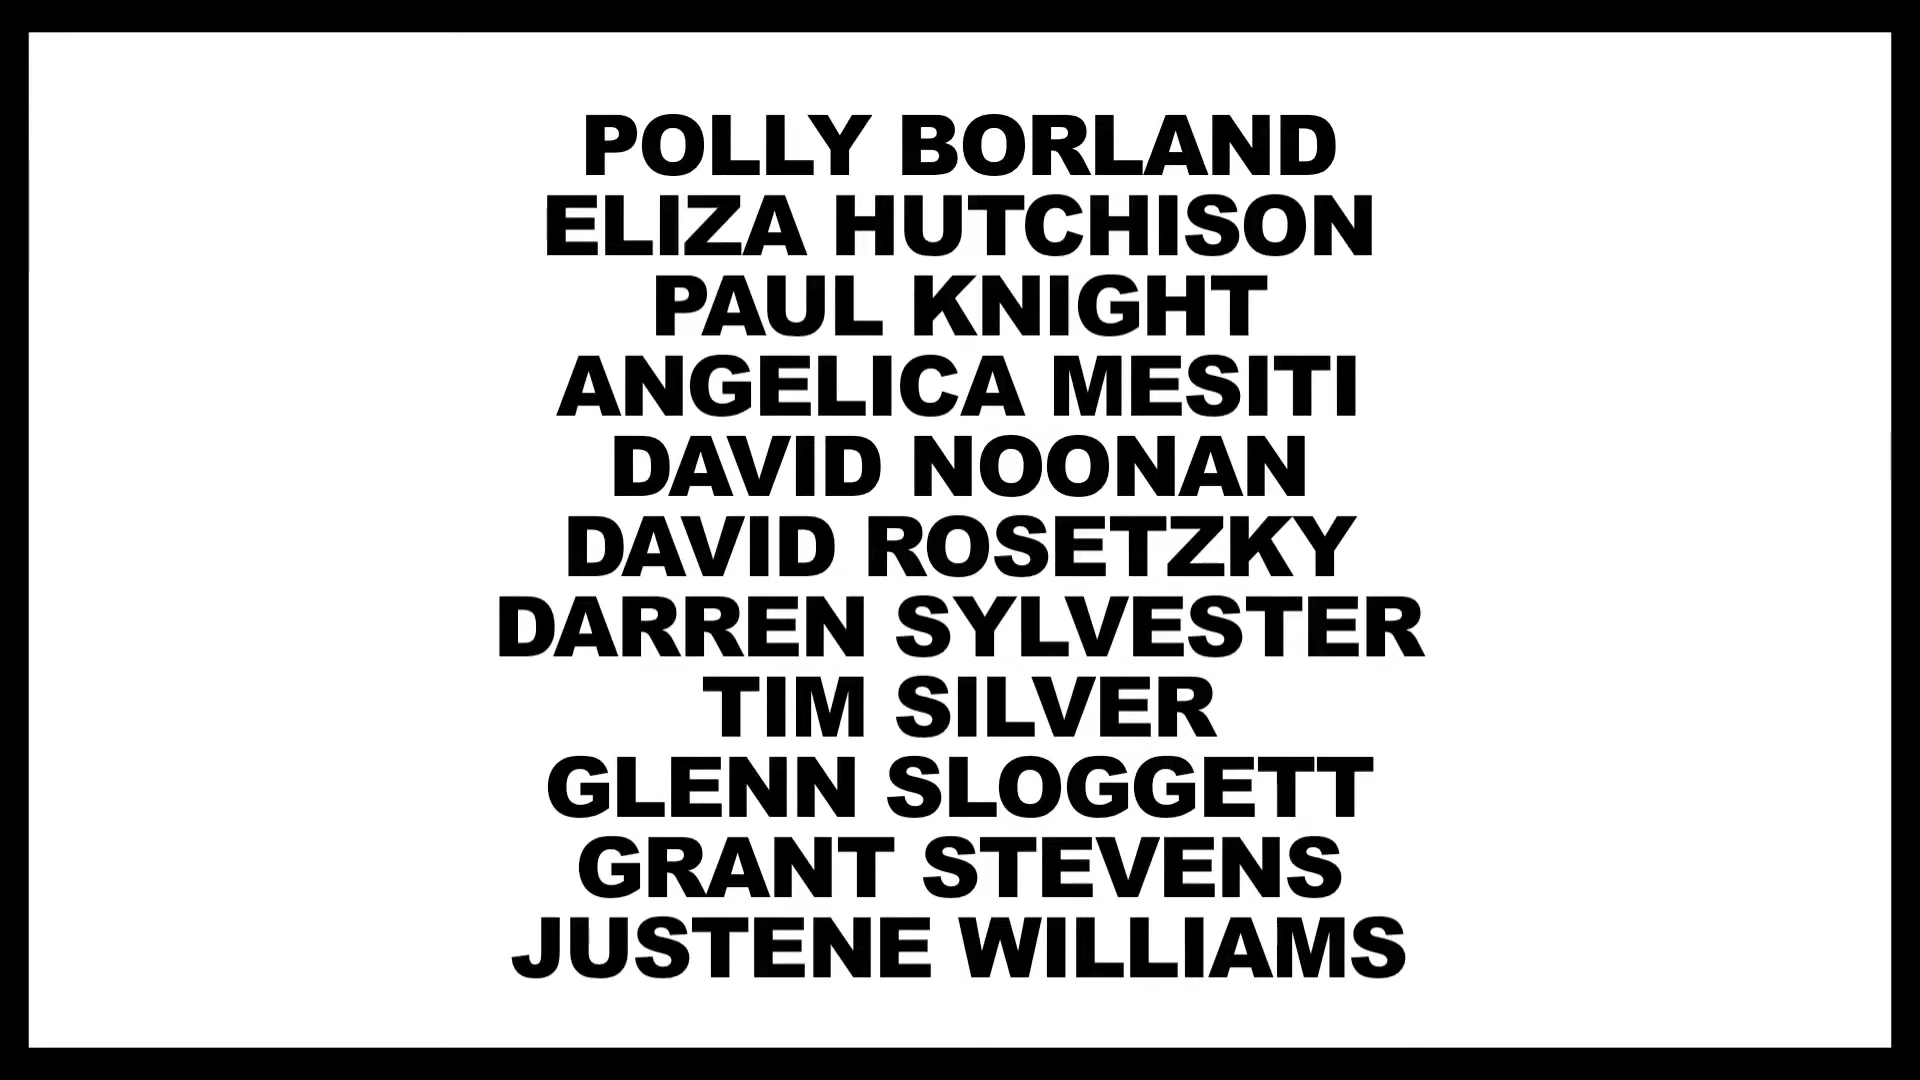 POLLY BORLAND
ELIZA HUTCHISON
PAUL KNIGHT
ANGELICA MESITI
DAVID NOONAN
DAVID ROSETZKY
DARREN SYLVESTER
TIM SILVER
GLENN SLOGGETT
GRANT STEVENS
JUSTENE WILLIAMS